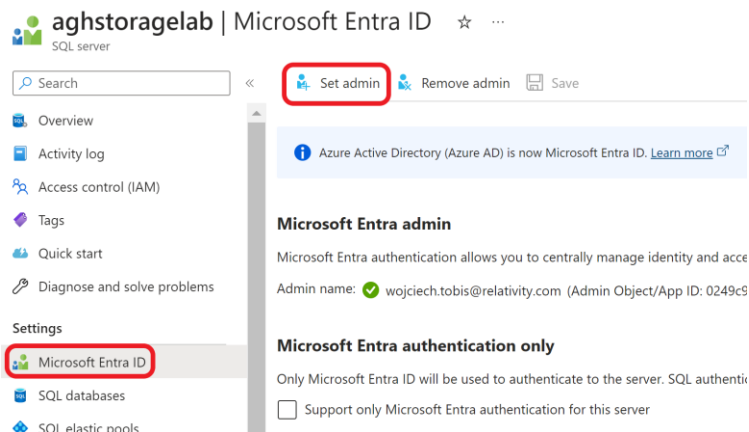 aghstoragelab | Microsoft Entra ID
SQL server
Search
Set admin
Remove admin
Save
Overview
Activity log
Access control (IAM)
Tags
Quick start
Diagnose and solve problems
Settings
Microsoft Entra ID
SQL databases
SQL elastic pools
Azure Active Directory (Azure AD) is now Microsoft Entra ID. Learn more
Microsoft Entra admin
Microsoft Entra authentication allows you to centrally manage identity and acce
Admin name: wojciech.tobis@relativity.com (Admin Object/App ID: 0249c9
Microsoft Entra authentication only
Only Microsoft Entra ID will be used to authenticate to the server. SQL authentic
Support only Microsoft Entra authentication for this server